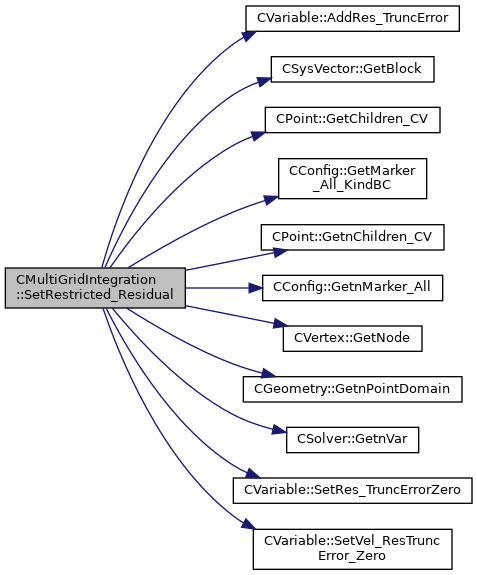 CVariable::AddRes_TruncError
CSysVector::GetBlock
CPoint::GetChildren_CV
CConfig::GetMarker
_All_KindBC
CPoint::GetnChildren_CV
CMultiGridIntegration
::SetRestricted_Residual
CConfig::GetnMarker_All
CVertex::GetNode
CGeometry::GetnPointDomain
CSolver::GetnVar
CVariable::SetRes_TruncErrorZero
CVariable::SetVel_ResTrunc
Error_Zero